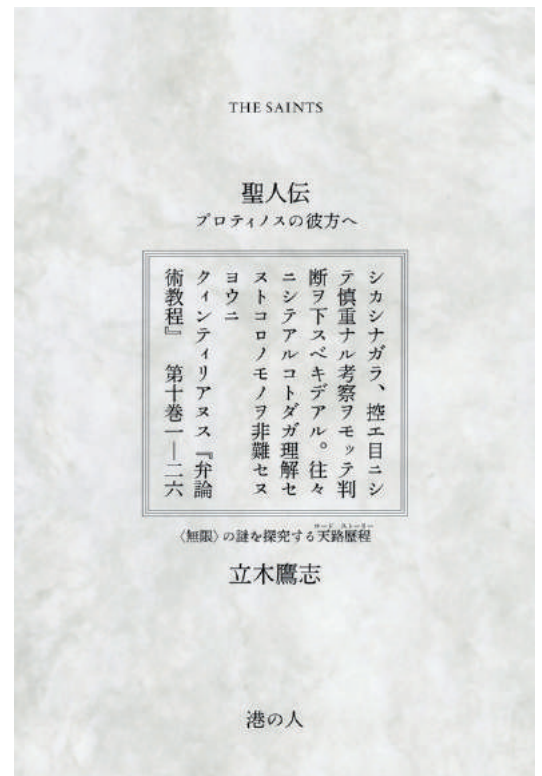 THE SAINTS
聖人伝
プロティノスの彼方へ
シカシナガラ、控エ目ニシ
テ慎重ナル考察ヲモッテ判
断ヲ下スベキデアル。往々
ニシテアルコトダガ理解セ
ヌトコロノモノヲ非難セヌ
ヨウニ
クィンティリアヌス『弁論
術教程』 第十巻一―二六
〈無限〉の謎を探究する天路歴程
ロード ストーリー
立木鷹志
港の人